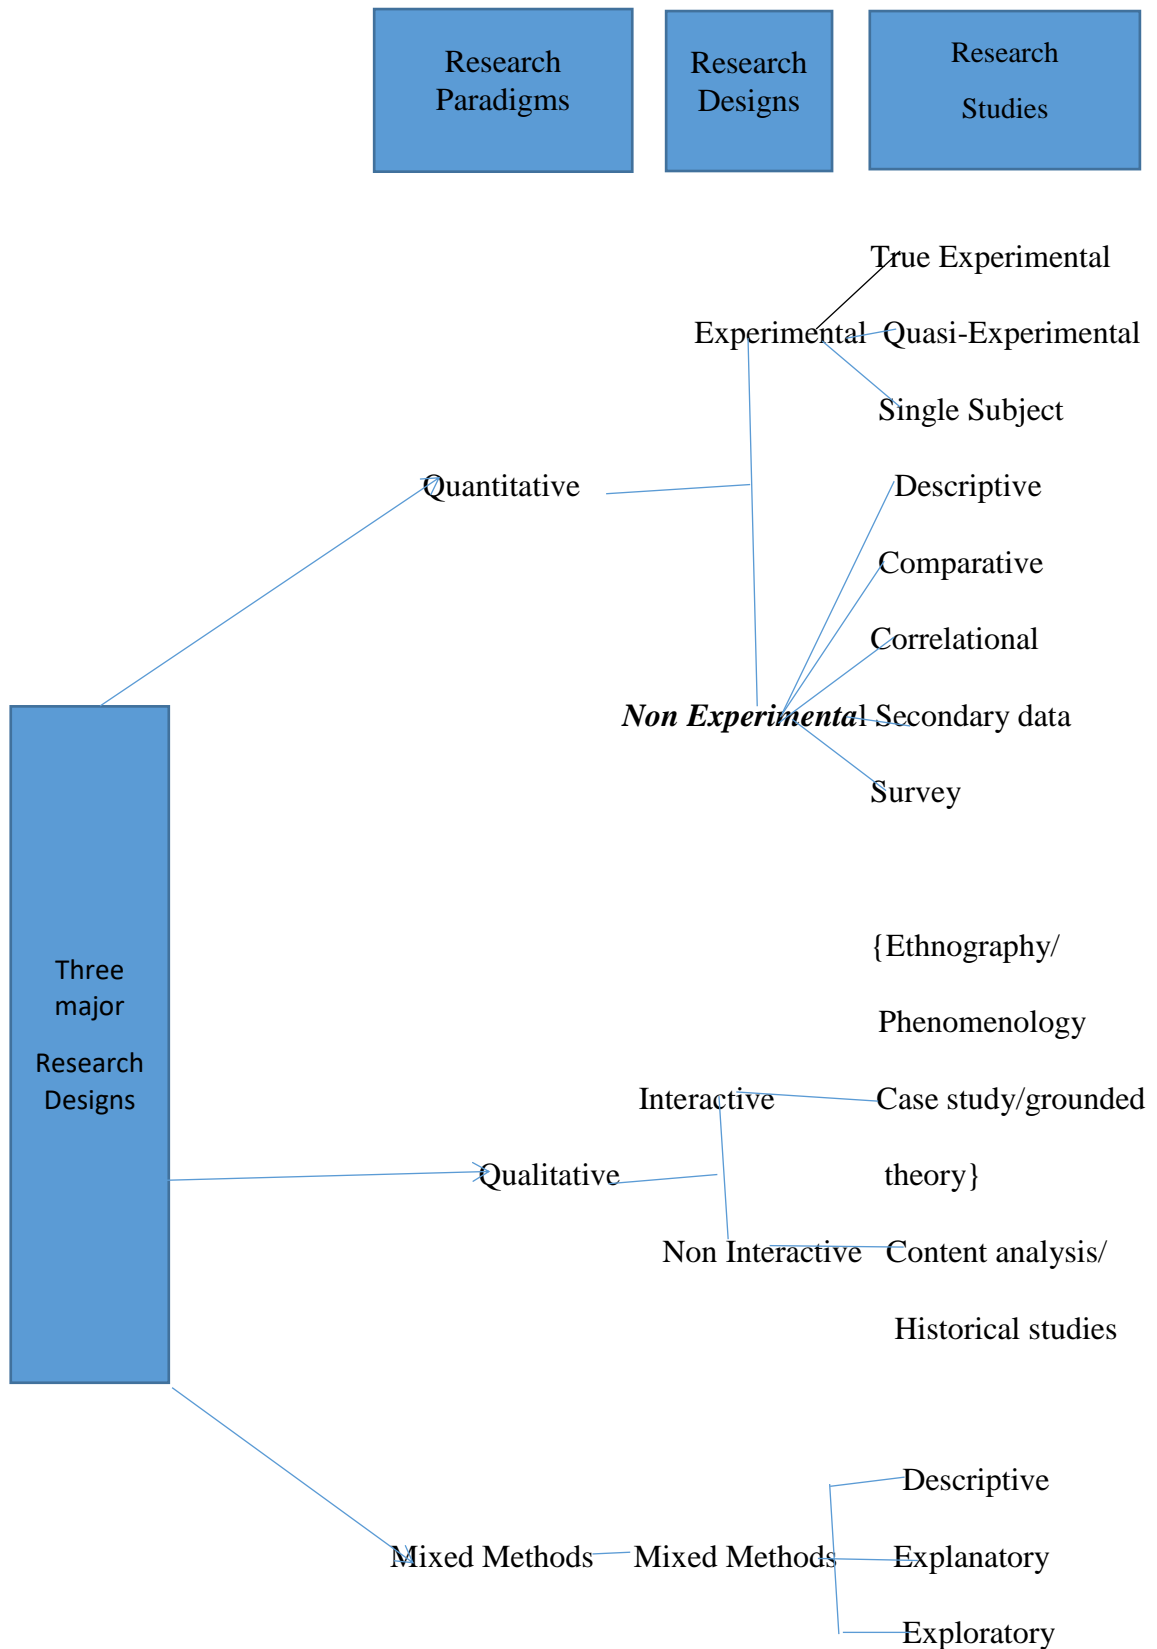 Research
Paradigms
Research
Designs
Research
Studies
True Experimental
Experimental Quasi-Experimental
Single Subject
Quantitative Descriptive
Comparative
Correlational
Non Experimental Secondary data
Survey
Three
major
Research
Designs
{Ethnography/
Phenomenology
Interactive Case study/grounded
Qualitative theory}
Non Interactive Content analysis/
Historical studies
Descriptive
Mixed Methods Mixed Methods Explanatory
Exploratory